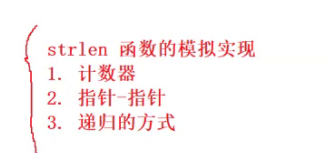 strlen 函数的模拟实现
1. 计数器
2. 指针-指针
3. 递归的方式